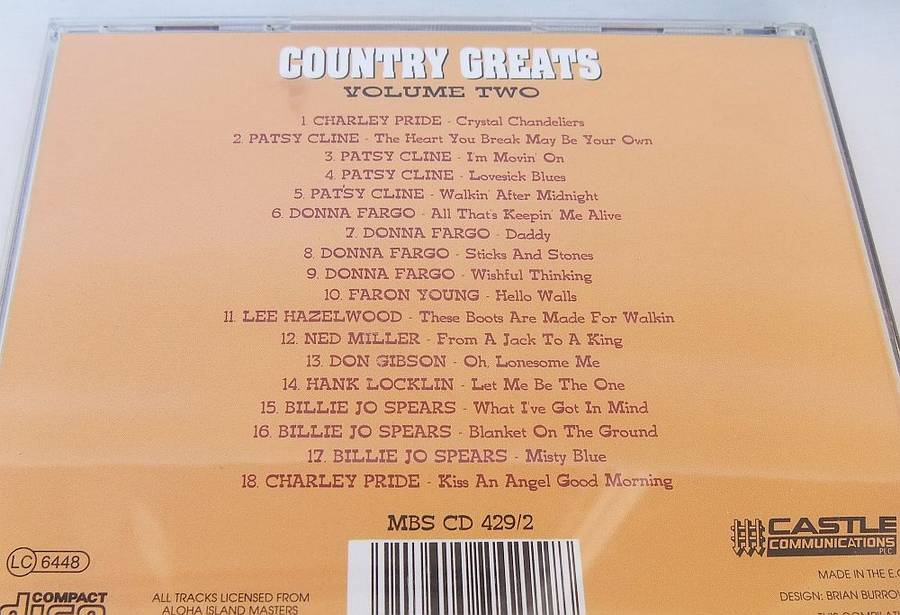 COUNTRY GREATS
VOLUME TWO
1. CHARLEY PRIDE - Crystal Chandeliers
2. PATSY CLINE - The Heart You Break May Be Your Own
3. PATSY CLINE - I'm Movin' On
4. PATSY CLINE - Lovesick Blues
5. PATSY CLINE - Walkin' After Midnight
6. DONNA FARGO - All That's Keepin' Me Alive
7. DONNA FARGO - Daddy
8. DONNA FARGO - Sticks And Stones
9. DONNA FARGO - Wishful Thinking
10. FARON YOUNG - Hello Walls
11. LEE HAZELWOOD - These Boots Are Made For Walkin
12. NED MILLER - From A Jack To A King
13. DON GIBSON - Oh, Lonesome Me
14. HANK LOCKLIN - Let Me Be The One
15. BILLIE JO SPEARS - What I've Got In Mind
16. BILLIE JO SPEARS - Blanket On The Ground
17. BILLIE JO SPEARS - Misty Blue
18. CHARLEY PRIDE - Kiss An Angel Good Morning
MBS CD 429/2
CASTLE
COMMUNICATIONS
PLC
LC 6448
MADE IN THE E.
COMPACT
disc
ALL TRACKS LICENSED FROM
ALOHA ISLAND MASTERS
DESIGN: BRIAN BURRO